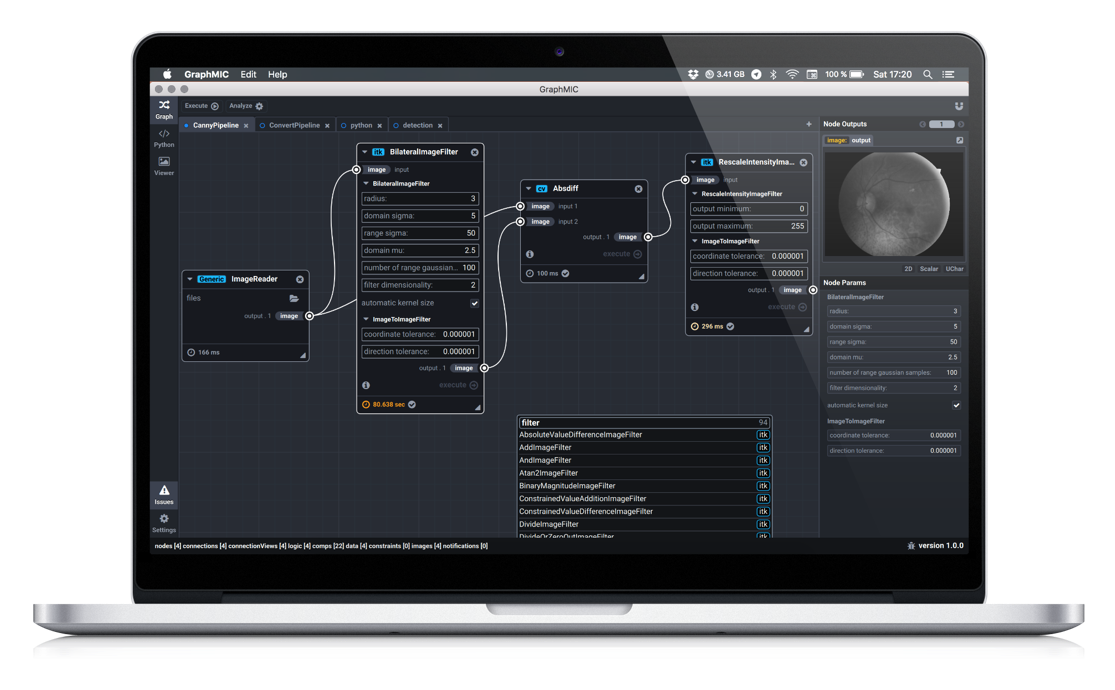 GraphMIC Edit Help 3.41 GB 100 % Sat 17:20
GraphMIC
Graph
Python
Viewer
Issues
Settings
Execute Analyze
CannyPipeline ConvertPipeline python detection
Generic ImageReader
files
output . 1 image
166 ms
itk BilateralImageFilter
image input
BilateralImageFilter
radius: 3
domain sigma: 5
range sigma: 50
domain mu: 2.5
number of range gaussian... 100
filter dimensionality: 2
automatic kernel size
ImageToImageFilter
coordinate tolerance: 0.000001
direction tolerance: 0.000001
output . 1 image
execute
80.638 sec
cv Absdiff
image input 1
image input 2
output . 1 image
execute
100 ms
itk RescaleIntensityIma...
image input
RescaleIntensityImageFilter
output minimum: 0
output maximum: 255
ImageToImageFilter
coordinate tolerance: 0.000001
direction tolerance: 0.000001
output . 1 image
execute
296 ms
filter 94
AbsoluteValueDifferenceImageFilter itk
AddImageFilter itk
AndImageFilter itk
Atan2ImageFilter itk
BinaryMagnitudeImageFilter itk
ConstrainedValueAdditionImageFilter itk
ConstrainedValueDifferenceImageFilter itk
DivideImageFilter itk
DivideOrZeroOutImageFilter itk
Node Outputs 1
image: output
2D Scalar UChar
Node Params
BilateralImageFilter
radius: 3
domain sigma: 5
range sigma: 50
domain mu: 2.5
number of range gaussian samples: 100
filter dimensionality: 2
automatic kernel size
ImageToImageFilter
coordinate tolerance: 0.000001
direction tolerance: 0.000001
nodes [4] connections [4] connectionViews [4] logic [4] comps [22] data [4] constraints [0] images [4] notifications [0]
version 1.0.0